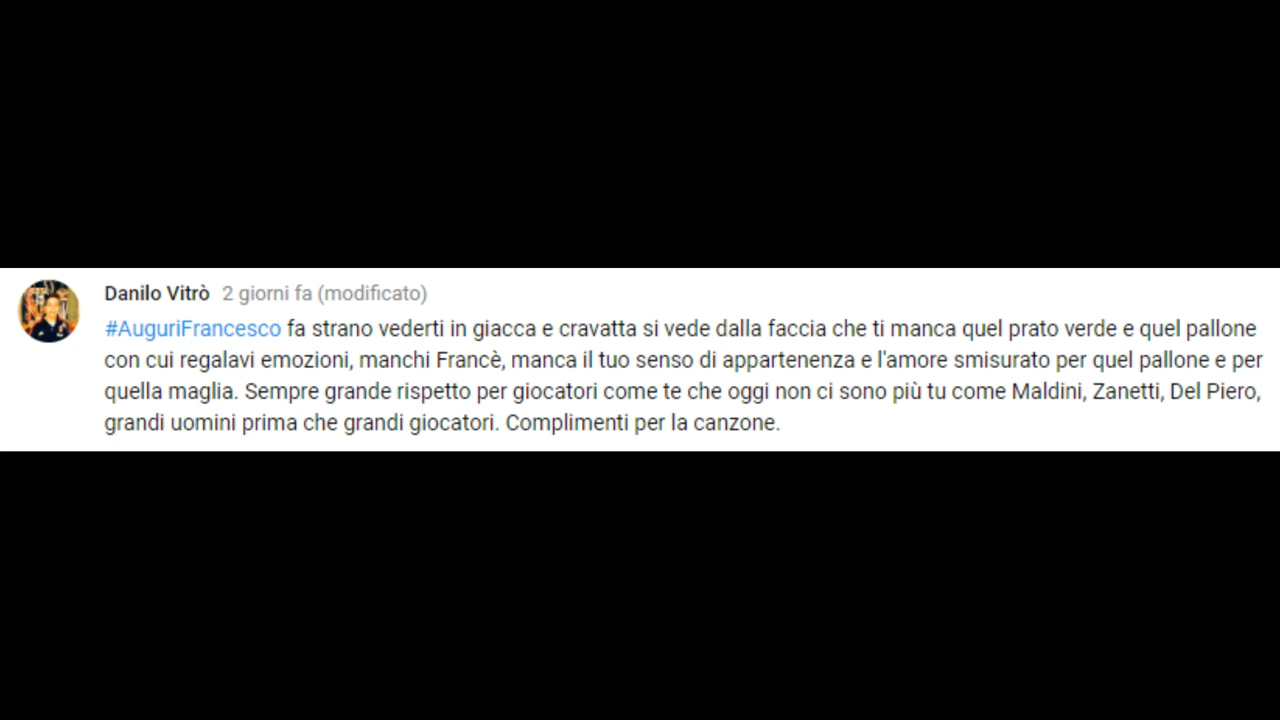 Danilo Vitrò 2 giorni fa (modificato)
#AuguriFrancesco fa strano vederti in giacca e cravatta si vede dalla faccia che ti manca quel prato verde e quel pallone
con cui regalavi emozioni, manchi Francè, manca il tuo senso di appartenenza e l'amore smisurato per quel pallone e per
quella maglia. Sempre grande rispetto per giocatori come te che oggi non ci sono più tu come Maldini, Zanetti, Del Piero,
grandi uomini prima che grandi giocatori. Complimenti per la canzone.